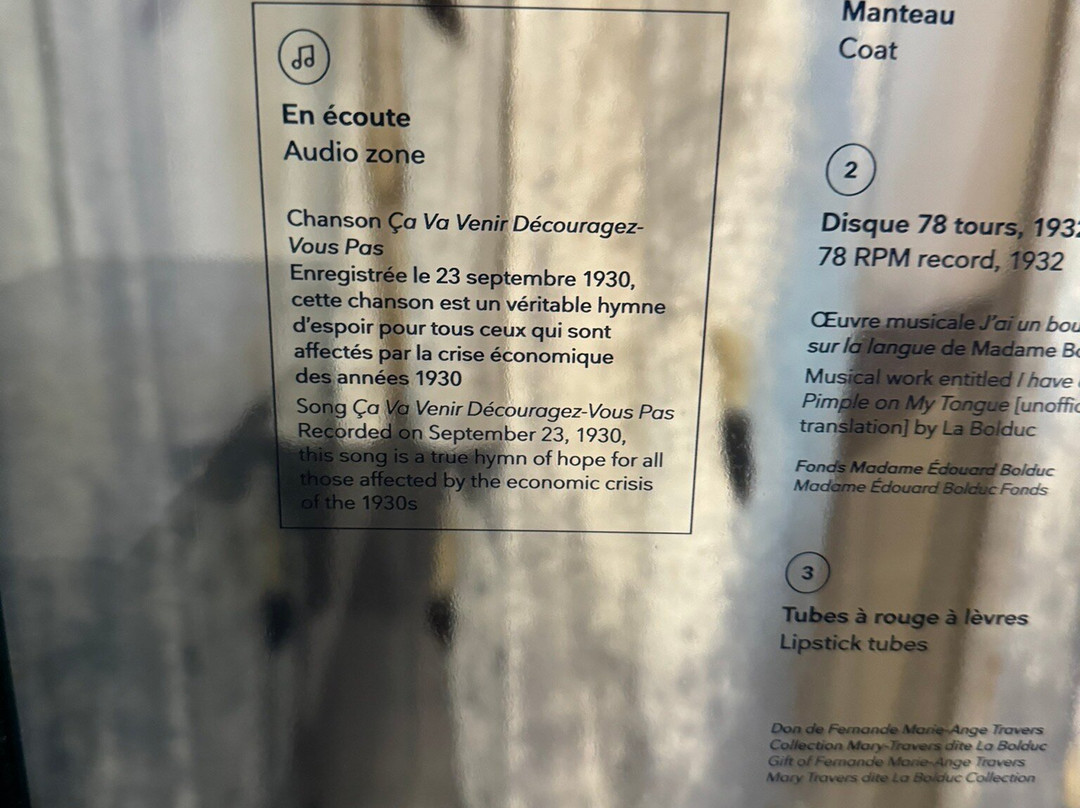 En écoute
Audio zone
Chanson Ça Va Venir Découragez-
Vous Pas
Enregistrée le 23 septembre 1930,
cette chanson est un véritable hymne
d'espoir pour tous ceux qui sont
affectés par la crise économique
des années 1930
Song Ça Va Venir Découragez-Vous Pas
Recorded on September 23, 1930,
this song is a true hymn of hope for all
those affected by the economic crisis
of the 1930s
Manteau
Coat
2
Disque 78 tours, 1932
78 RPM record, 1932
Œuvre musicale J'ai un
sur la langue de Madame
Musical work entitled I have
Pimple on My Tongue
translation] by La Bolduc
Fonds Madame Édouard Bolduc
Madame Édouard Bolduc Fonds
3
Tubes à rouge à lèvres
Lipstick tubes
Don de Fernande Marie-Ange Travers
Collection Mary-Travers dite La Bolduc
Gift of Fernande Marie-Ange Travers
Mary Travers dite La Bolduc Collection